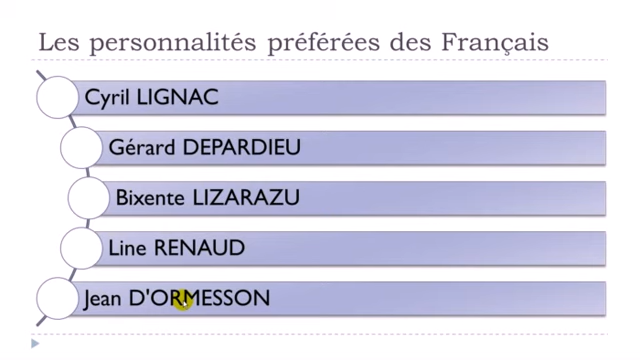 Les personnalités préférées des Français
Cyril LIGNAC
Gérard DEPARDIEU
Bixente LIZARAZU
Line RENAUD
Jean D'ORMESSON